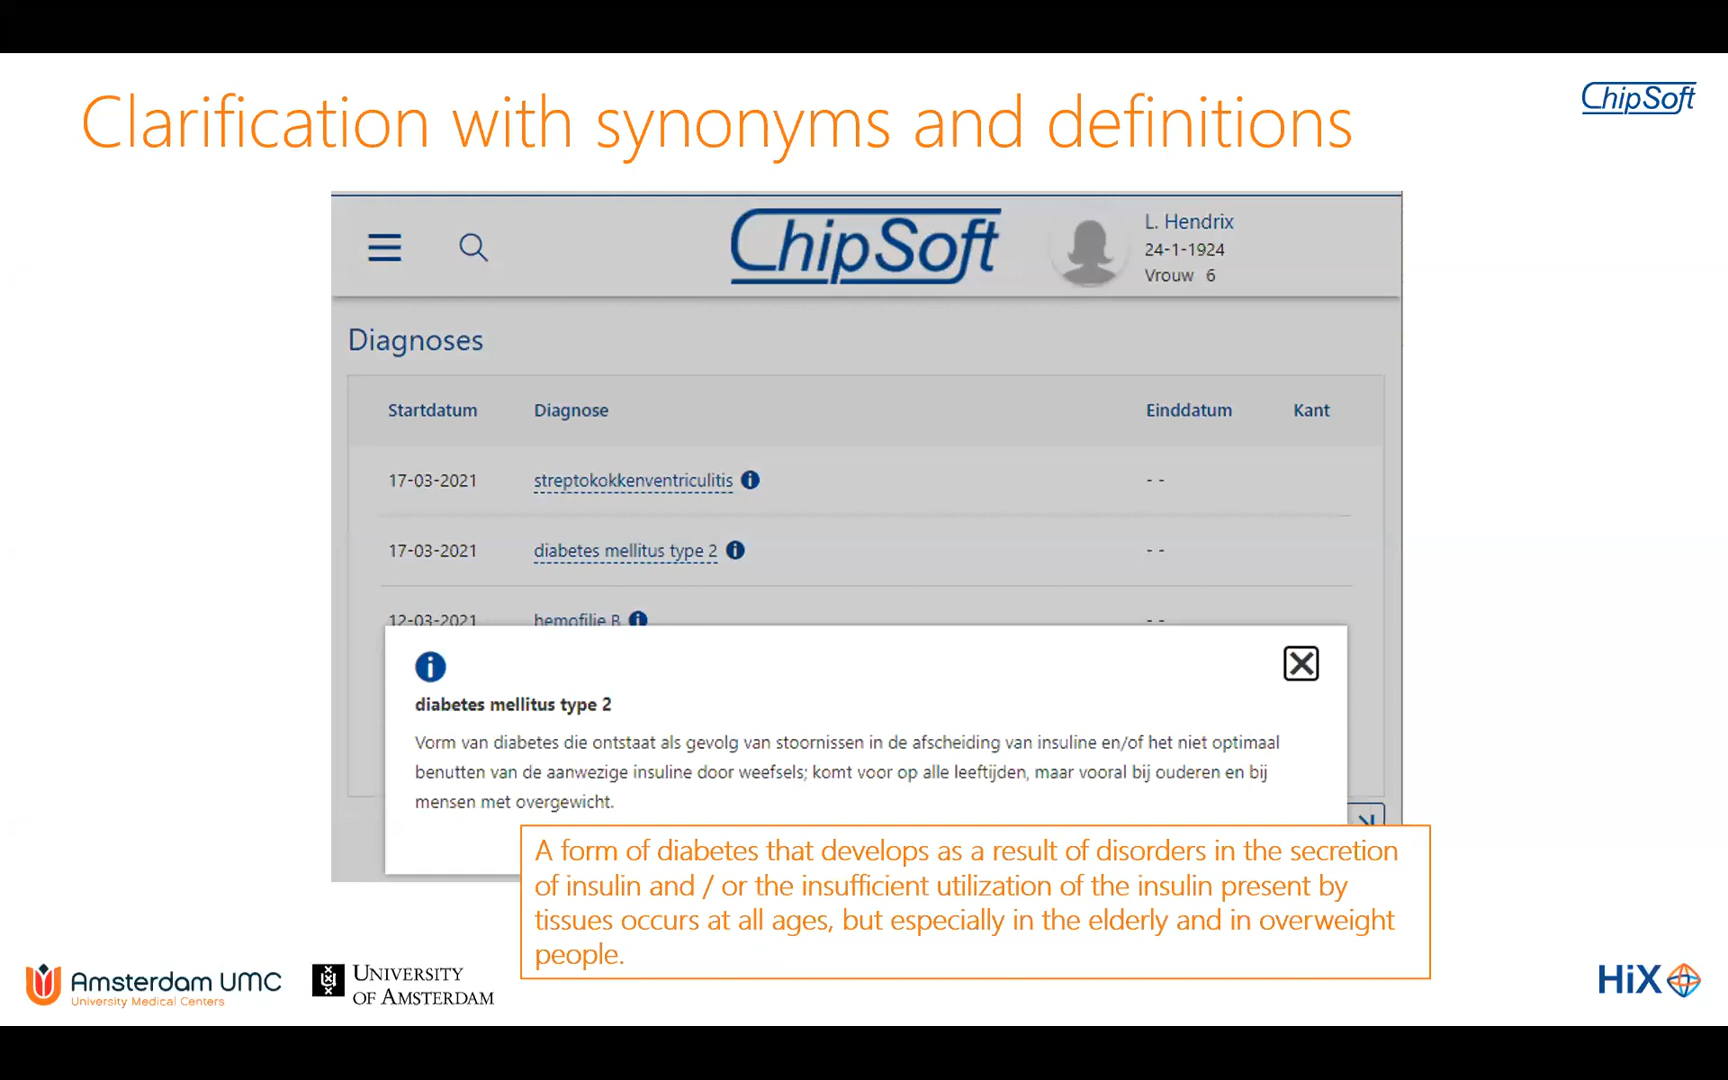 Clarification with synonyms and definitions
ChipSoft
ChipSoft
L. Hendrix
24-1-1924
Vrouw 6
Diagnoses
Startdatum Diagnose Einddatum Kant
17-03-2021 streptokokkenventriculitis - -
17-03-2021 diabetes mellitus type 2 - -
12-03-2021 hemofilie B - -
diabetes mellitus type 2
Vorm van diabetes die ontstaat als gevolg van stoornissen in de afscheiding van insuline en/of het niet optimaal
benutten van de aanwezige insuline door weefsels; komt voor op alle leeftijden, maar vooral bij ouderen en bij
mensen met overgewicht.
A form of diabetes that develops as a result of disorders in the secretion
of insulin and / or the insufficient utilization of the insulin present by
tissues occurs at all ages, but especially in the elderly and in overweight
people.
Amsterdam UMC
University Medical Centers
UNIVERSITY
OF AMSTERDAM
HiX